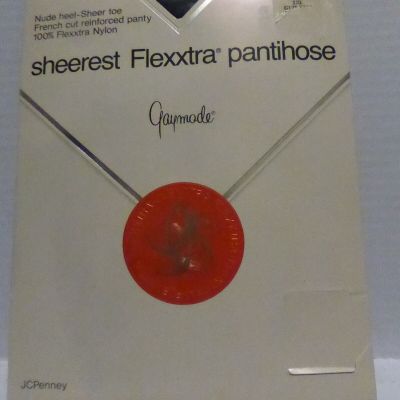 Nude heel-Sheer toe
French cut reinforced panty
100% Flexxtra Nylon
sheerest Flexxtra® pantihose
Gaymode®
JCPenney